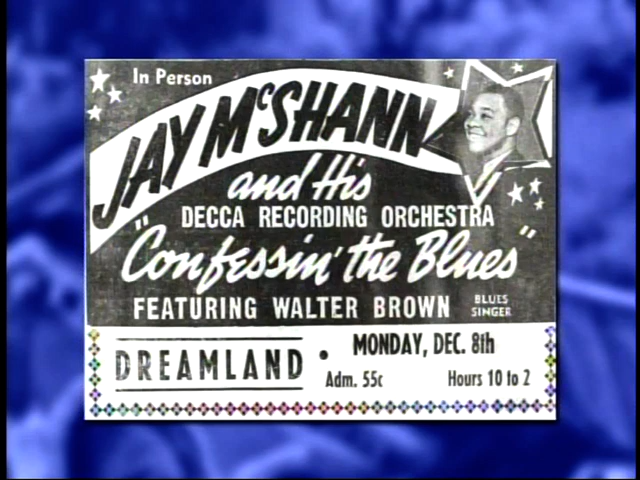 In Person
JAY McSHANN
and His
DECCA RECORDING ORCHESTRA
"Confessin' the Blues"
FEATURING WALTER BROWN BLUES SINGER
DREAMLAND • MONDAY, DEC. 8th
Adm. 55c Hours 10 to 2